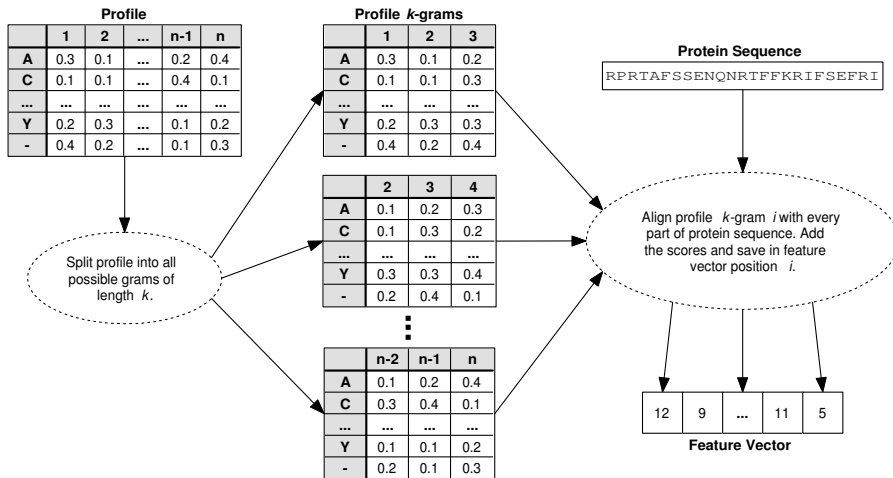 Profile
1 2 ... n-1 n
A 0.3 0.1 ... 0.2 0.4
C 0.1 0.1 ... 0.4 0.1
... ... ... ... ... ...
Y 0.2 0.3 ... 0.1 0.2
- 0.4 0.2 ... 0.1 0.3
Split profile into all
possible grams of
length k.
Profile k-grams
1 2 3
A 0.3 0.1 0.2
C 0.1 0.1 0.3
... ... ... ...
Y 0.2 0.3 0.3
- 0.4 0.2 0.4
2 3 4
A 0.1 0.2 0.3
C 0.1 0.3 0.2
... ... ... ...
Y 0.3 0.3 0.4
- 0.2 0.4 0.1
n-2 n-1 n
A 0.1 0.2 0.4
C 0.3 0.4 0.1
... ... ... ...
Y 0.1 0.1 0.2
- 0.2 0.1 0.3
Protein Sequence
RPRTAFSSENQNRTFFKRIFSEFRI
Align profile k-gram i with every
part of protein sequence. Add
the scores and save in feature
vector position i.
12 9 ... 11 5
Feature Vector